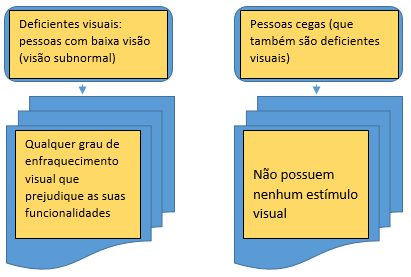 Deficientes visuais:
pessoas com baixa visão
(visão subnormal)
Qualquer grau de
enfraquecimento
visual que
prejudique as suas
funcionalidades
Pessoas cegas (que
também são deficientes
visuais)
Não possuem
nenhum estímulo
visual